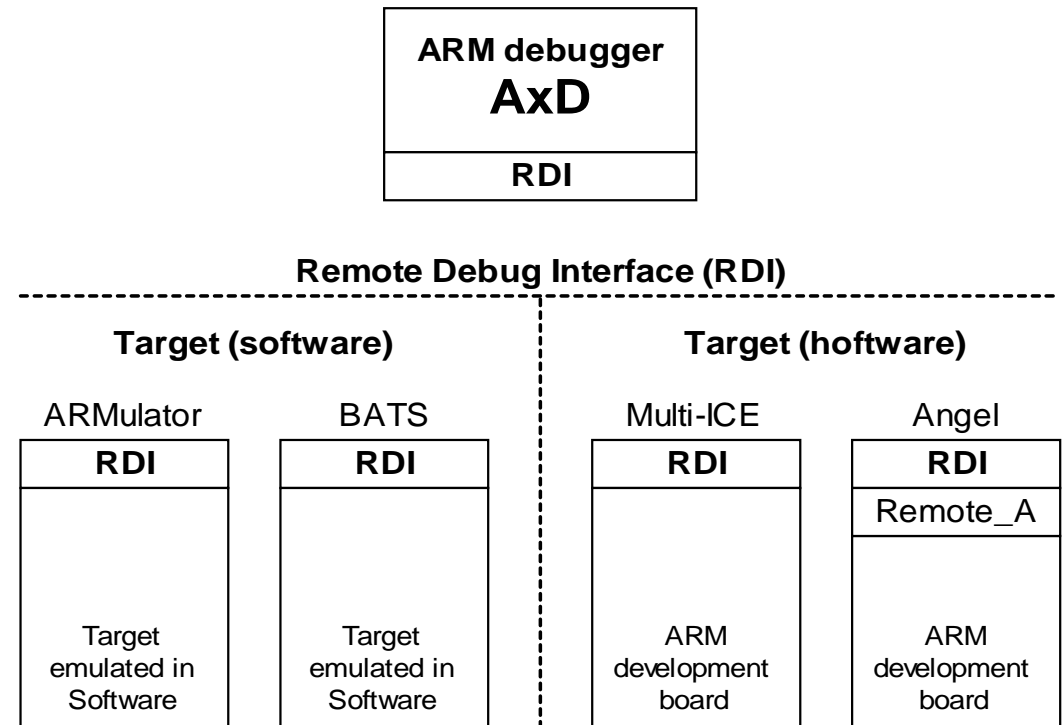 ARM debugger
AxD
RDI
Remote Debug Interface (RDI)
Target (software)
Target (hoftware)
ARMulator
BATS
Multi-ICE
Angel
RDI
RDI
RDI
RDI
Remote_A
Target
emulated in
Software
Target
emulated in
Software
ARM
development
board
ARM
development
board